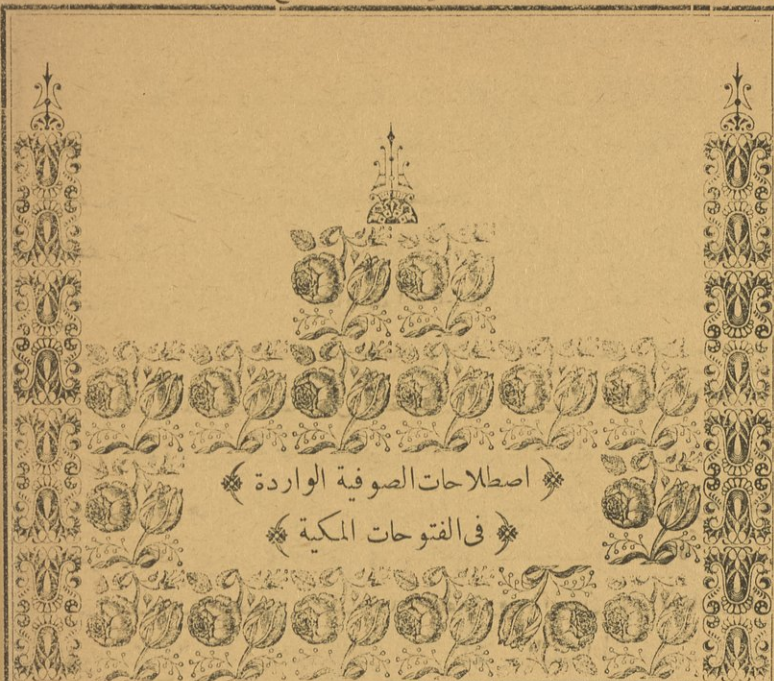 ﴿ اصطلاحات الصوفية الواردة ﴾
﴿ فى الفتوحات المكية ﴾